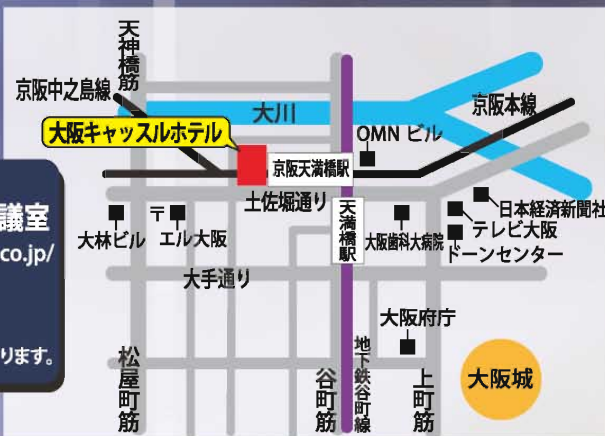 天神橋筋
京阪中之島線
大川
京阪本線
大阪キャッスルホテル
OMN ビル
京阪天満橋駅
土佐堀通り
天満橋駅
議室
co.jp/
ります。
大林ビル
〒
エル大阪
大阪歯科大病院
日本経済新聞社
テレビ大阪
ドーンセンター
大手通り
大阪府庁
松屋町筋
谷町筋
地下鉄谷町線
上町筋
大阪城